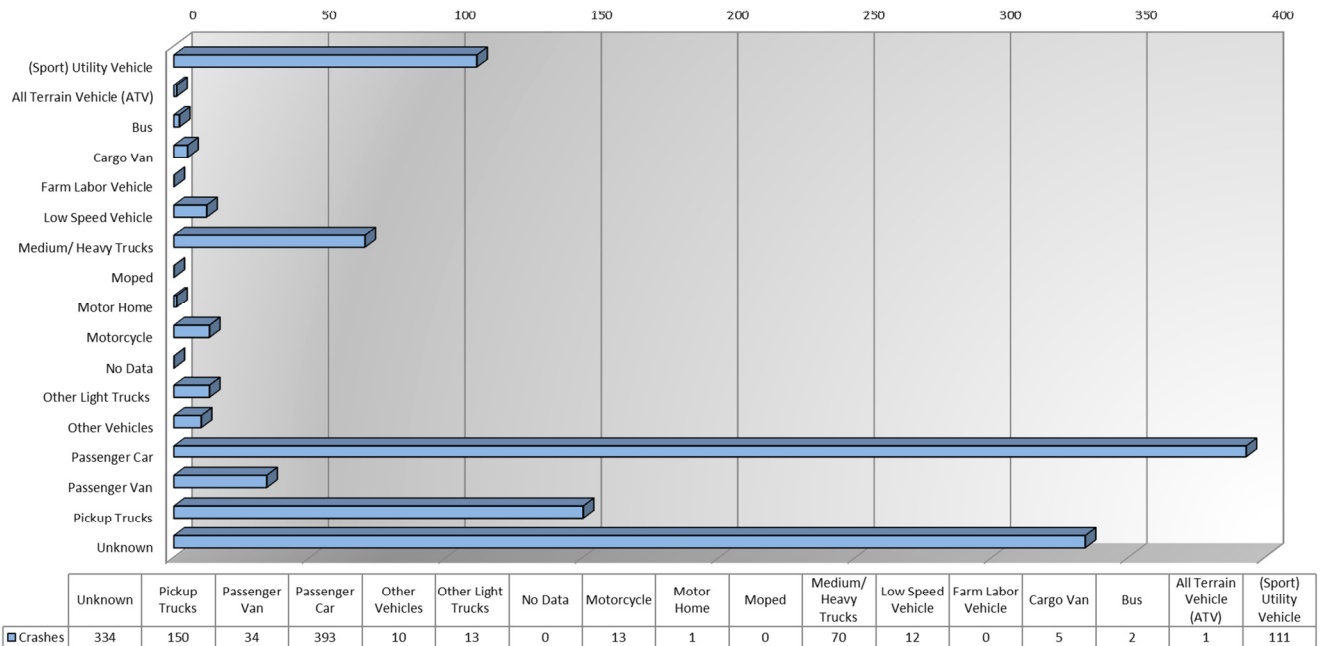 0 50 100 150 200 250 300 350 400
(Sport) Utility Vehicle
All Terrain Vehicle (ATV)
Bus
Cargo Van
Farm Labor Vehicle
Low Speed Vehicle
Medium/ Heavy Trucks
Moped
Motor Home
Motorcycle
No Data
Other Light Trucks
Other Vehicles
Passenger Car
Passenger Van
Pickup Trucks
Unknown
Unknown
Pickup
Trucks
Passenger
Van
Passenger
Car
Other
Vehicles
Other Light
Trucks
No Data
Motorcycle
Motor
Home
Moped
Medium/
Heavy
Trucks
Low Speed
Vehicle
Farm Labor
Vehicle
Cargo Van
Bus
All Terrain
Vehicle
(ATV)
(Sport)
Utility
Vehicle
Crashes 334 150 34 393 10 13 0 13 1 0 70 12 0 5 2 1 111